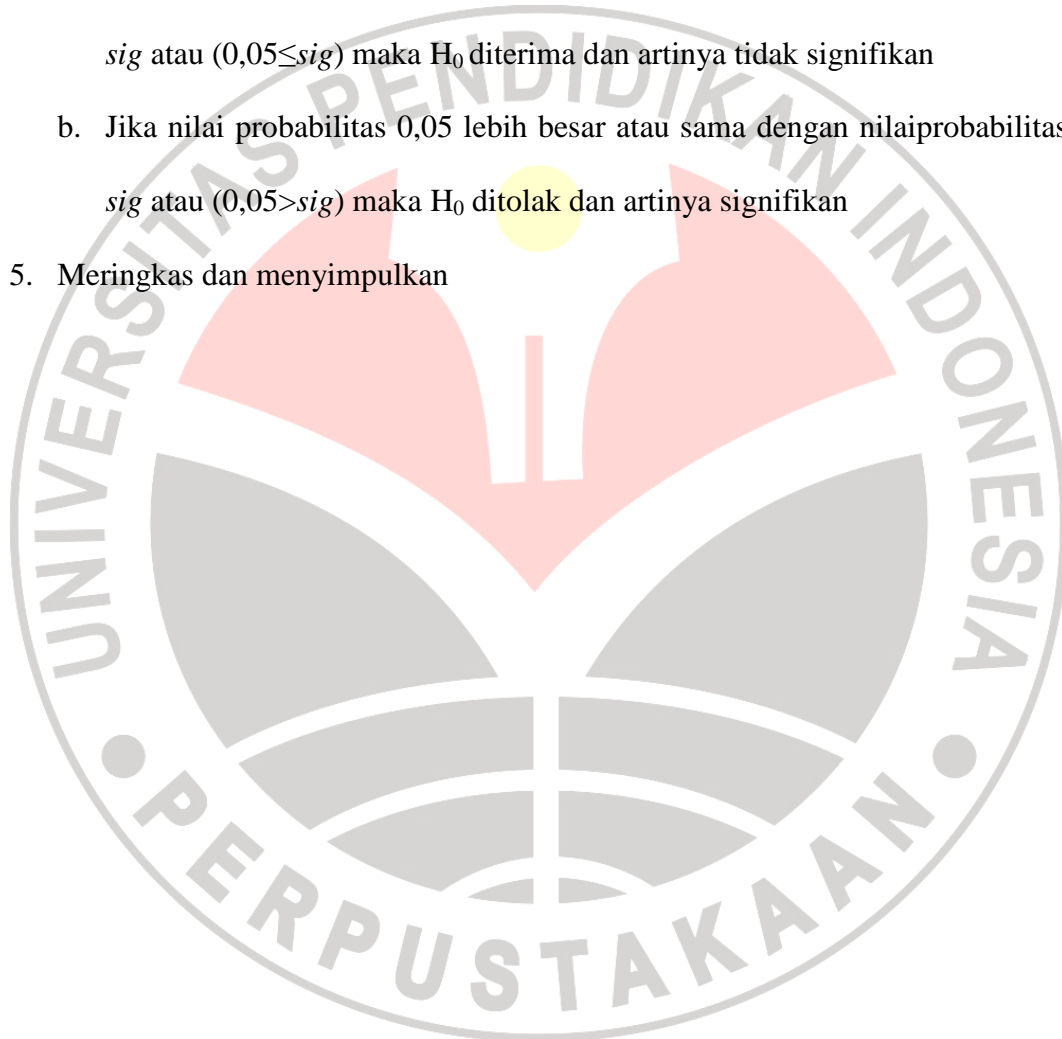 sig atau (0,05≤sig) maka H₀ diterima dan artinya tidak signifikan
b. Jika nilai probabilitas 0,05 lebih besar atau sama dengan nilaiprobabilitas
sig atau (0,05>sig) maka H₀ ditolak dan artinya signifikan
5. Meringkas dan menyimpulkan
UNIVERSITAS PENDIDIKAN INDONESIA
PERPUSTAKAAN